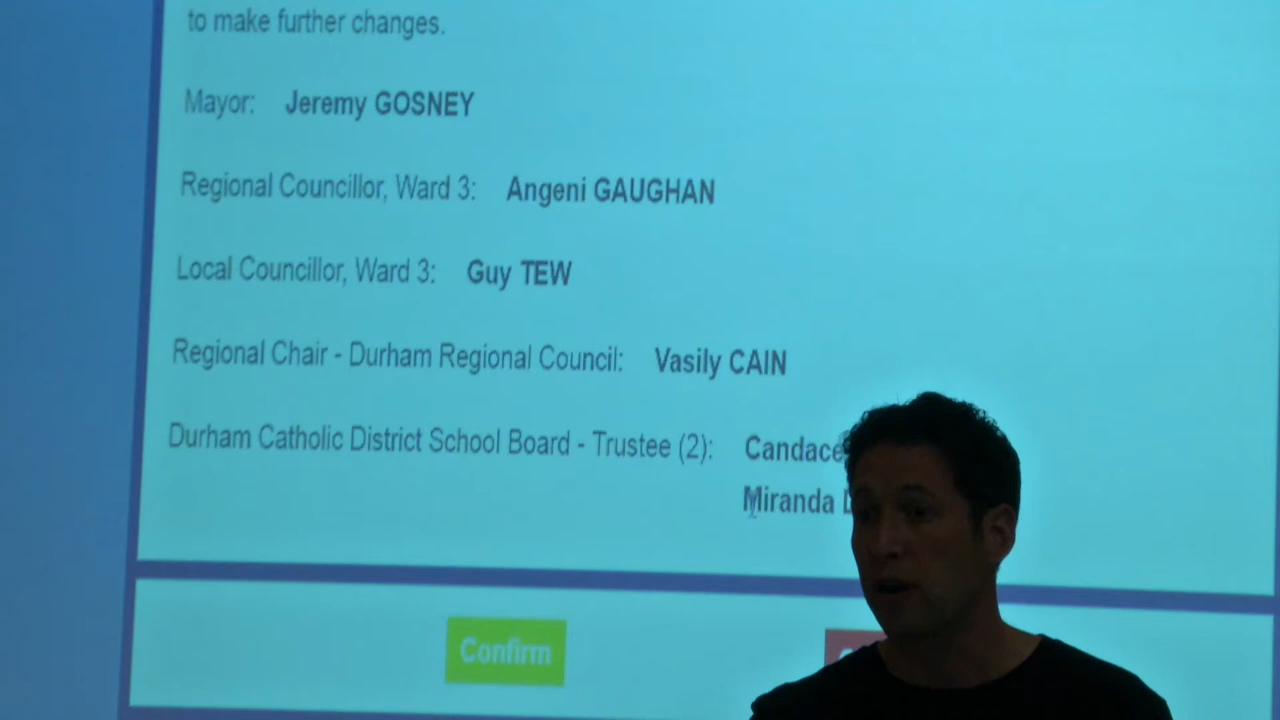 to make further changes.
Mayor: Jeremy GOSNEY
Regional Councillor, Ward 3: Angeni GAUGHAN
Local Councillor, Ward 3: Guy TEW
Regional Chair - Durham Regional Council: Vasily CAIN
Durham Catholic District School Board - Trustee (2): Candace
Miranda
Confirm